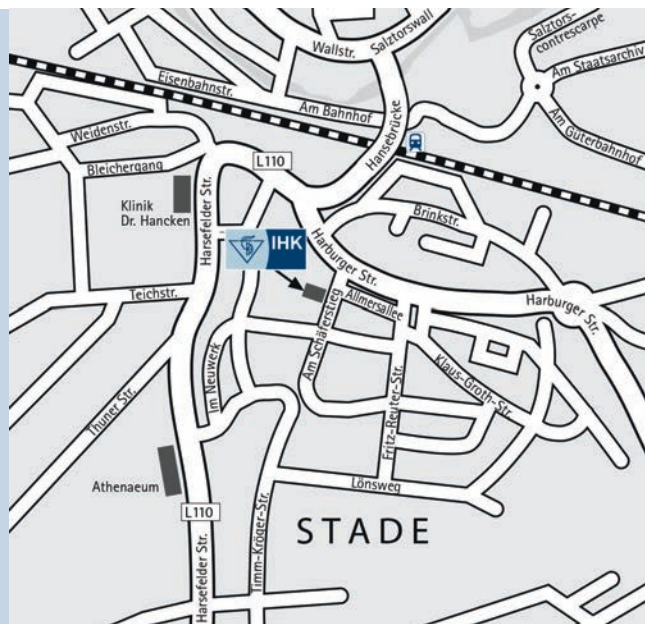 Wallstr.
Salztorswall
Salztors-
contrescarpe
Am Staatsarchiv
Eisenbahnstr.
Am Bahnhof
Hansebrücke
Am Güterbahnhof
Weidenstr.
Bleichergang
L110
Klinik
Dr. Hancken
Harsefelder Str.
Brinkstr.
IHK
Harburger Str.
Teichstr.
Allmersallee
Harburger Str.
Am Schäferstieg
Im Neuwerk
Klaus-Groth-Str.
Thuner Str.
Fritz-Reuter-Str.
Athenaeum
Lönsweg
L110
STADE
Timm-Kröger-Str.
Harsefelder Str.